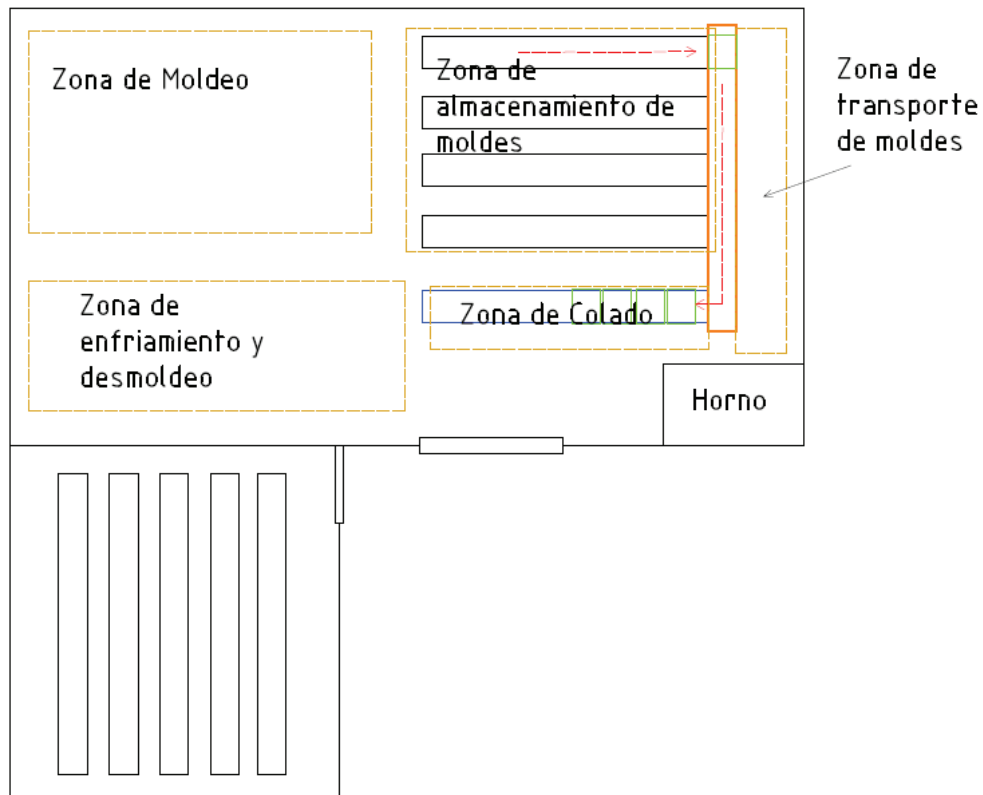 Zona de Moldeo
Zona de
almacenamiento de
moldes
Zona de
transporte
de moldes
Zona de
enfriamiento y
desmoldeo
Zona de Colado
Horno